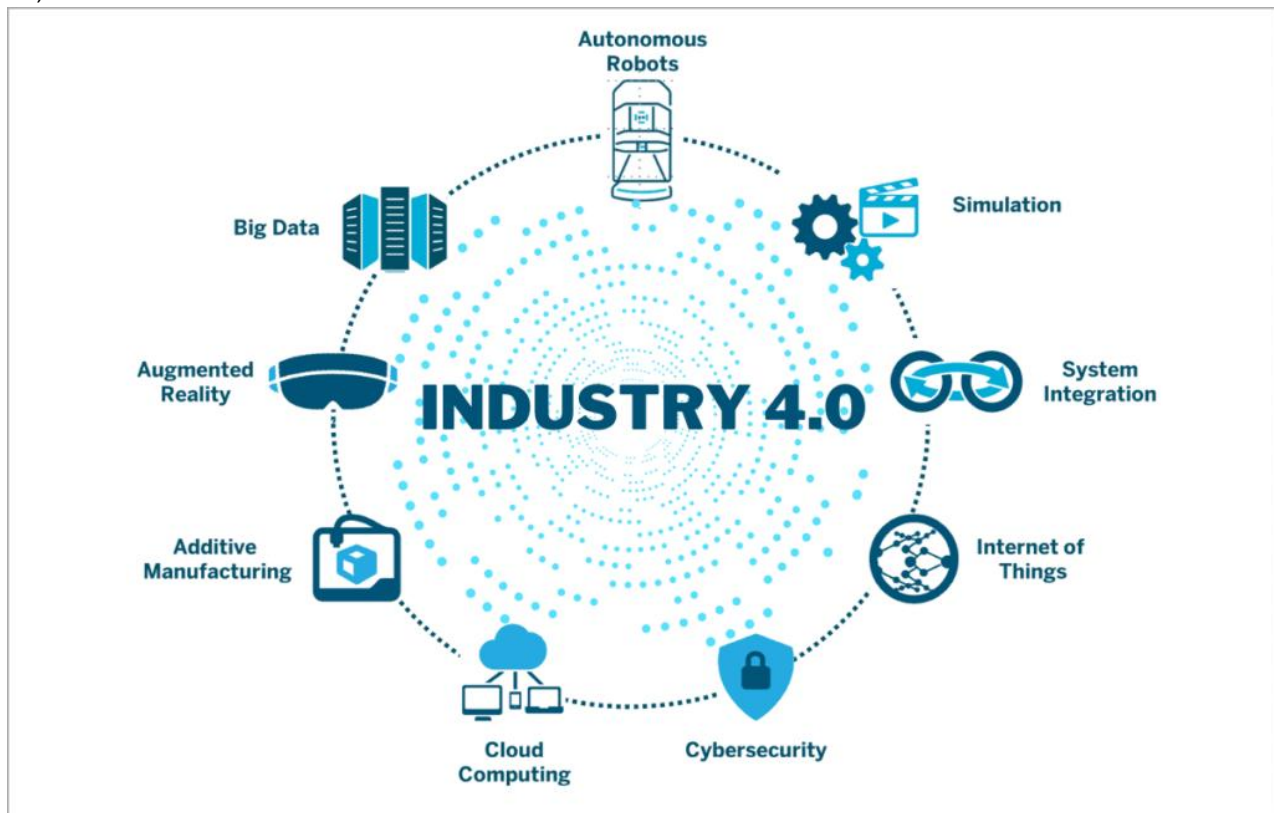 Autonomous
Robots
Simulation
System
Integration
Internet of
Things
Cybersecurity
Cloud
Computing
Additive
Manufacturing
Augmented
Reality
Big Data
INDUSTRY 4.0